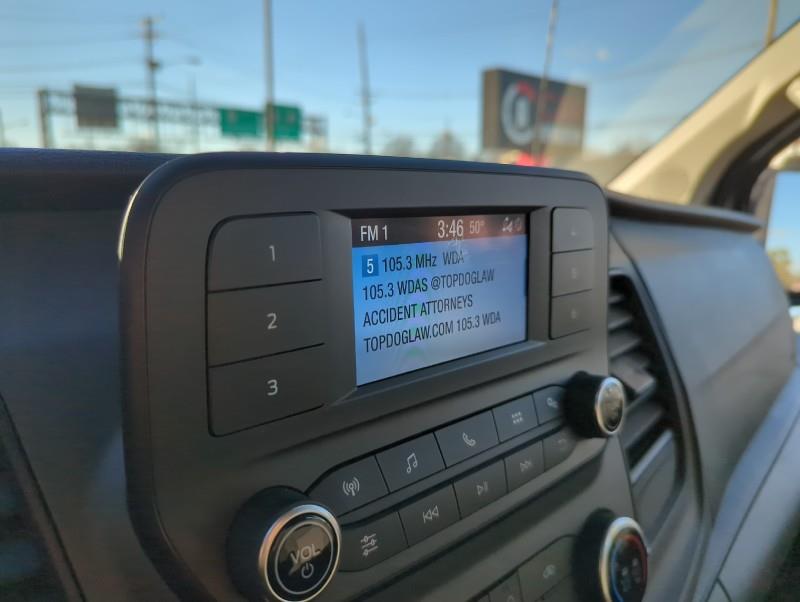 FM 1 3:46 50°
5 105.3 MHz WDA
105.3 WDAS @TOPDOGLAW
ACCIDENT ATTORNEYS
TOPDOGLAW.COM 105.3 WDA
1
2
3
VOL